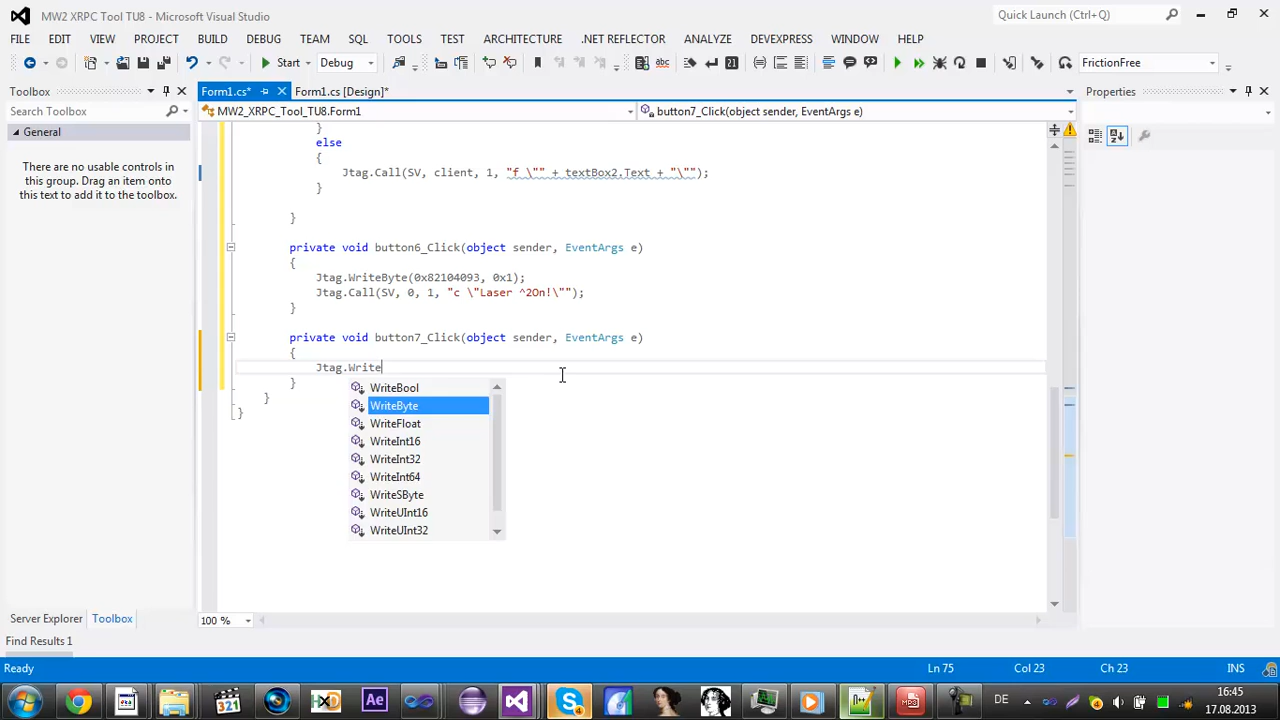 MW2 XRPC Tool TU8 - Microsoft Visual Studio
Quick Launch (Ctrl+Q)
FILE EDIT VIEW PROJECT BUILD DEBUG TEAM SQL TOOLS TEST ARCHITECTURE .NET REFLECTOR ANALYZE DEVEXPRESS WINDOW HELP
Start Debug FrictionFree
Toolbox
Form1.cs* Form1.cs [Design]*
Properties
Search Toolbox
MW2_XRPC_Tool_TU8.Form1
button7_Click(object sender, EventArgs e)
General
There are no usable controls in this group. Drag an item onto this text to add it to the toolbox.
}
else
{
Jtag.Call(SV, client, 1, "f \"" + textBox2.Text + "\"");
}
}
private void button6_Click(object sender, EventArgs e)
{
Jtag.WriteByte(0x82104093, 0x1);
Jtag.Call(SV, 0, 1, "c \"Laser ^2On!\"");
}
private void button7_Click(object sender, EventArgs e)
{
Jtag.Write
}
}
}
WriteBool
WriteByte
WriteFloat
WriteInt16
WriteInt32
WriteInt64
WriteSByte
WriteUInt16
WriteUInt32
Server Explorer Toolbox
100 %
Find Results 1
Ready Ln 75 Col 23 Ch 23 INS
321
XD
Ae
DE
16:45
17.08.2013